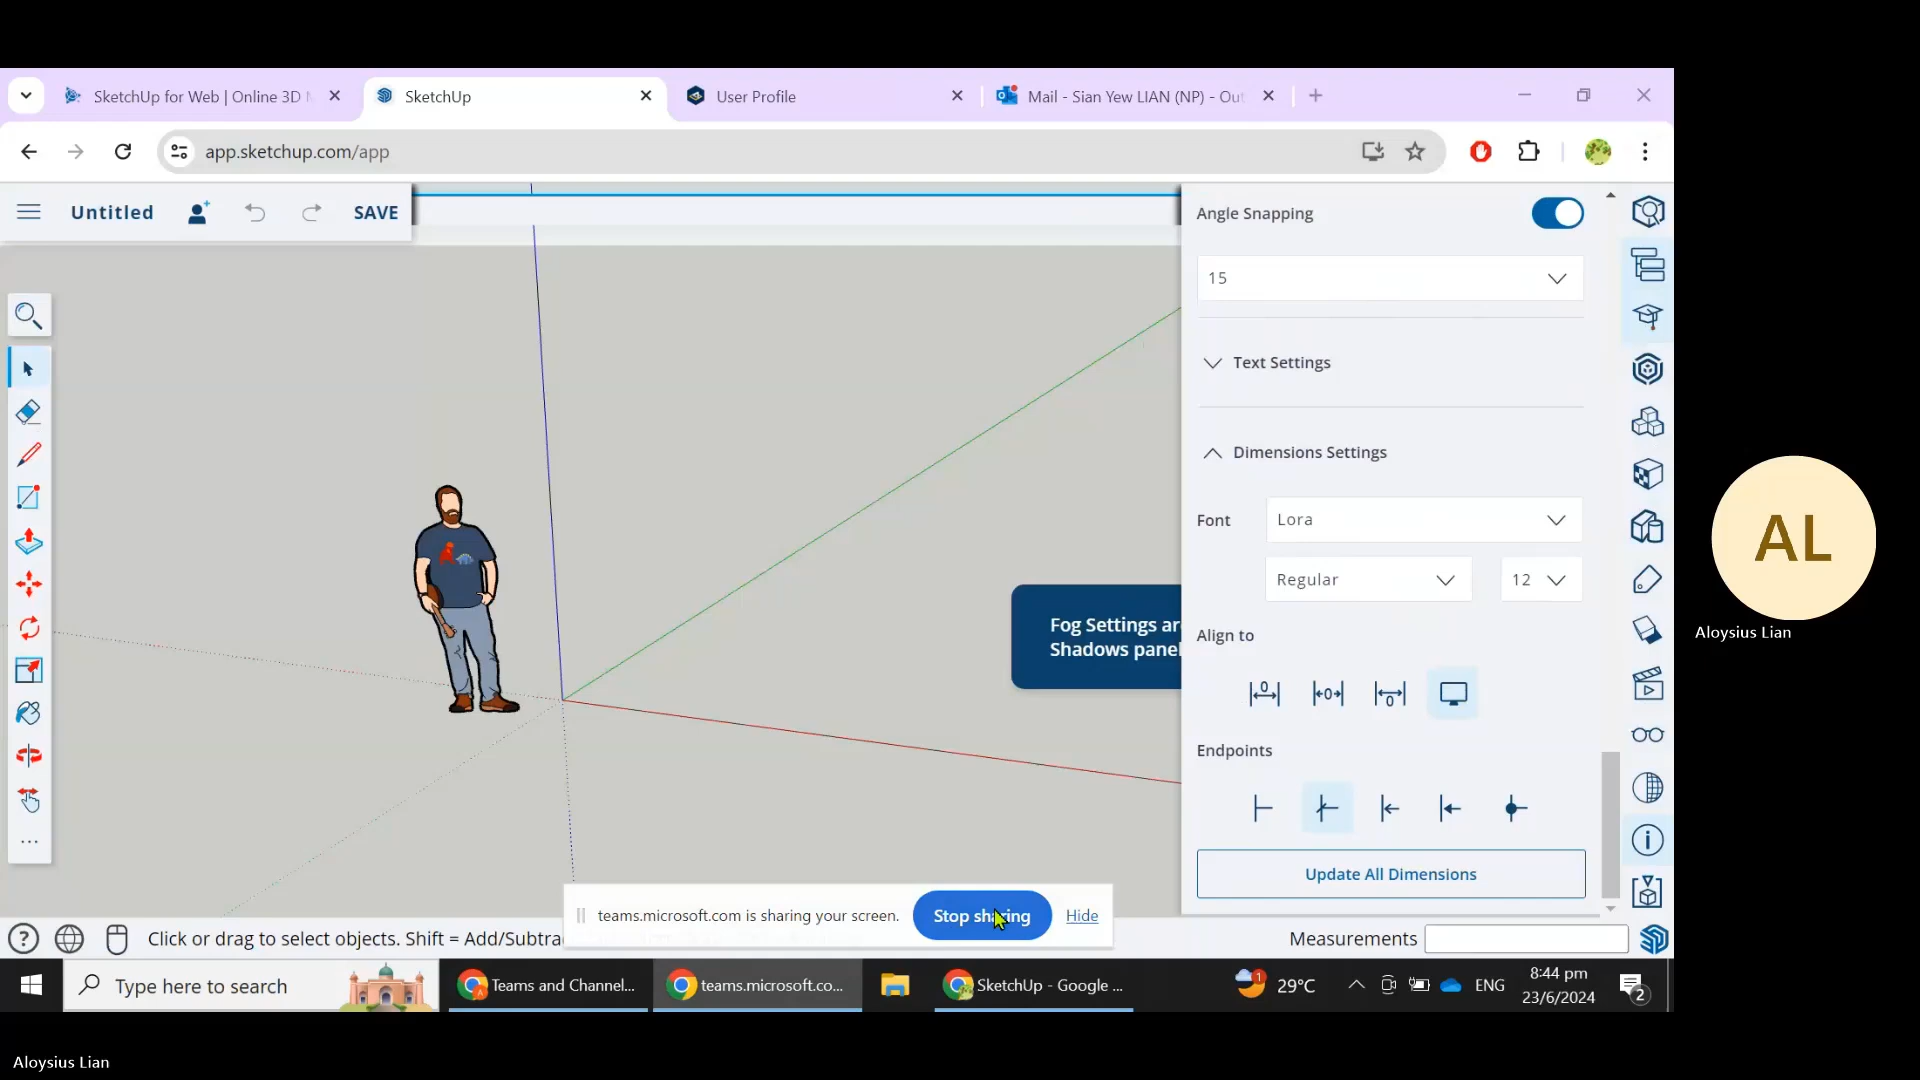 SketchUp for Web | Online 3D
SketchUp
User Profile
Mail - Sian Yew LIAN (NP) - Out
app.sketchup.com/app
Untitled
SAVE
Angle Snapping
15
Text Settings
Dimensions Settings
Font
Lora
Regular
12
Align to
Fog Settings ar
Shadows panel
Endpoints
Update All Dimensions
teams.microsoft.com is sharing your screen.
Stop sharing
Hide
Click or drag to select objects. Shift = Add/Subtra
Measurements
Type here to search
Teams and Channel...
teams.microsoft.co...
SketchUp - Google ...
1
29°C
ENG
8:44 pm
23/6/2024
2
AL
Aloysius Lian
Aloysius Lian